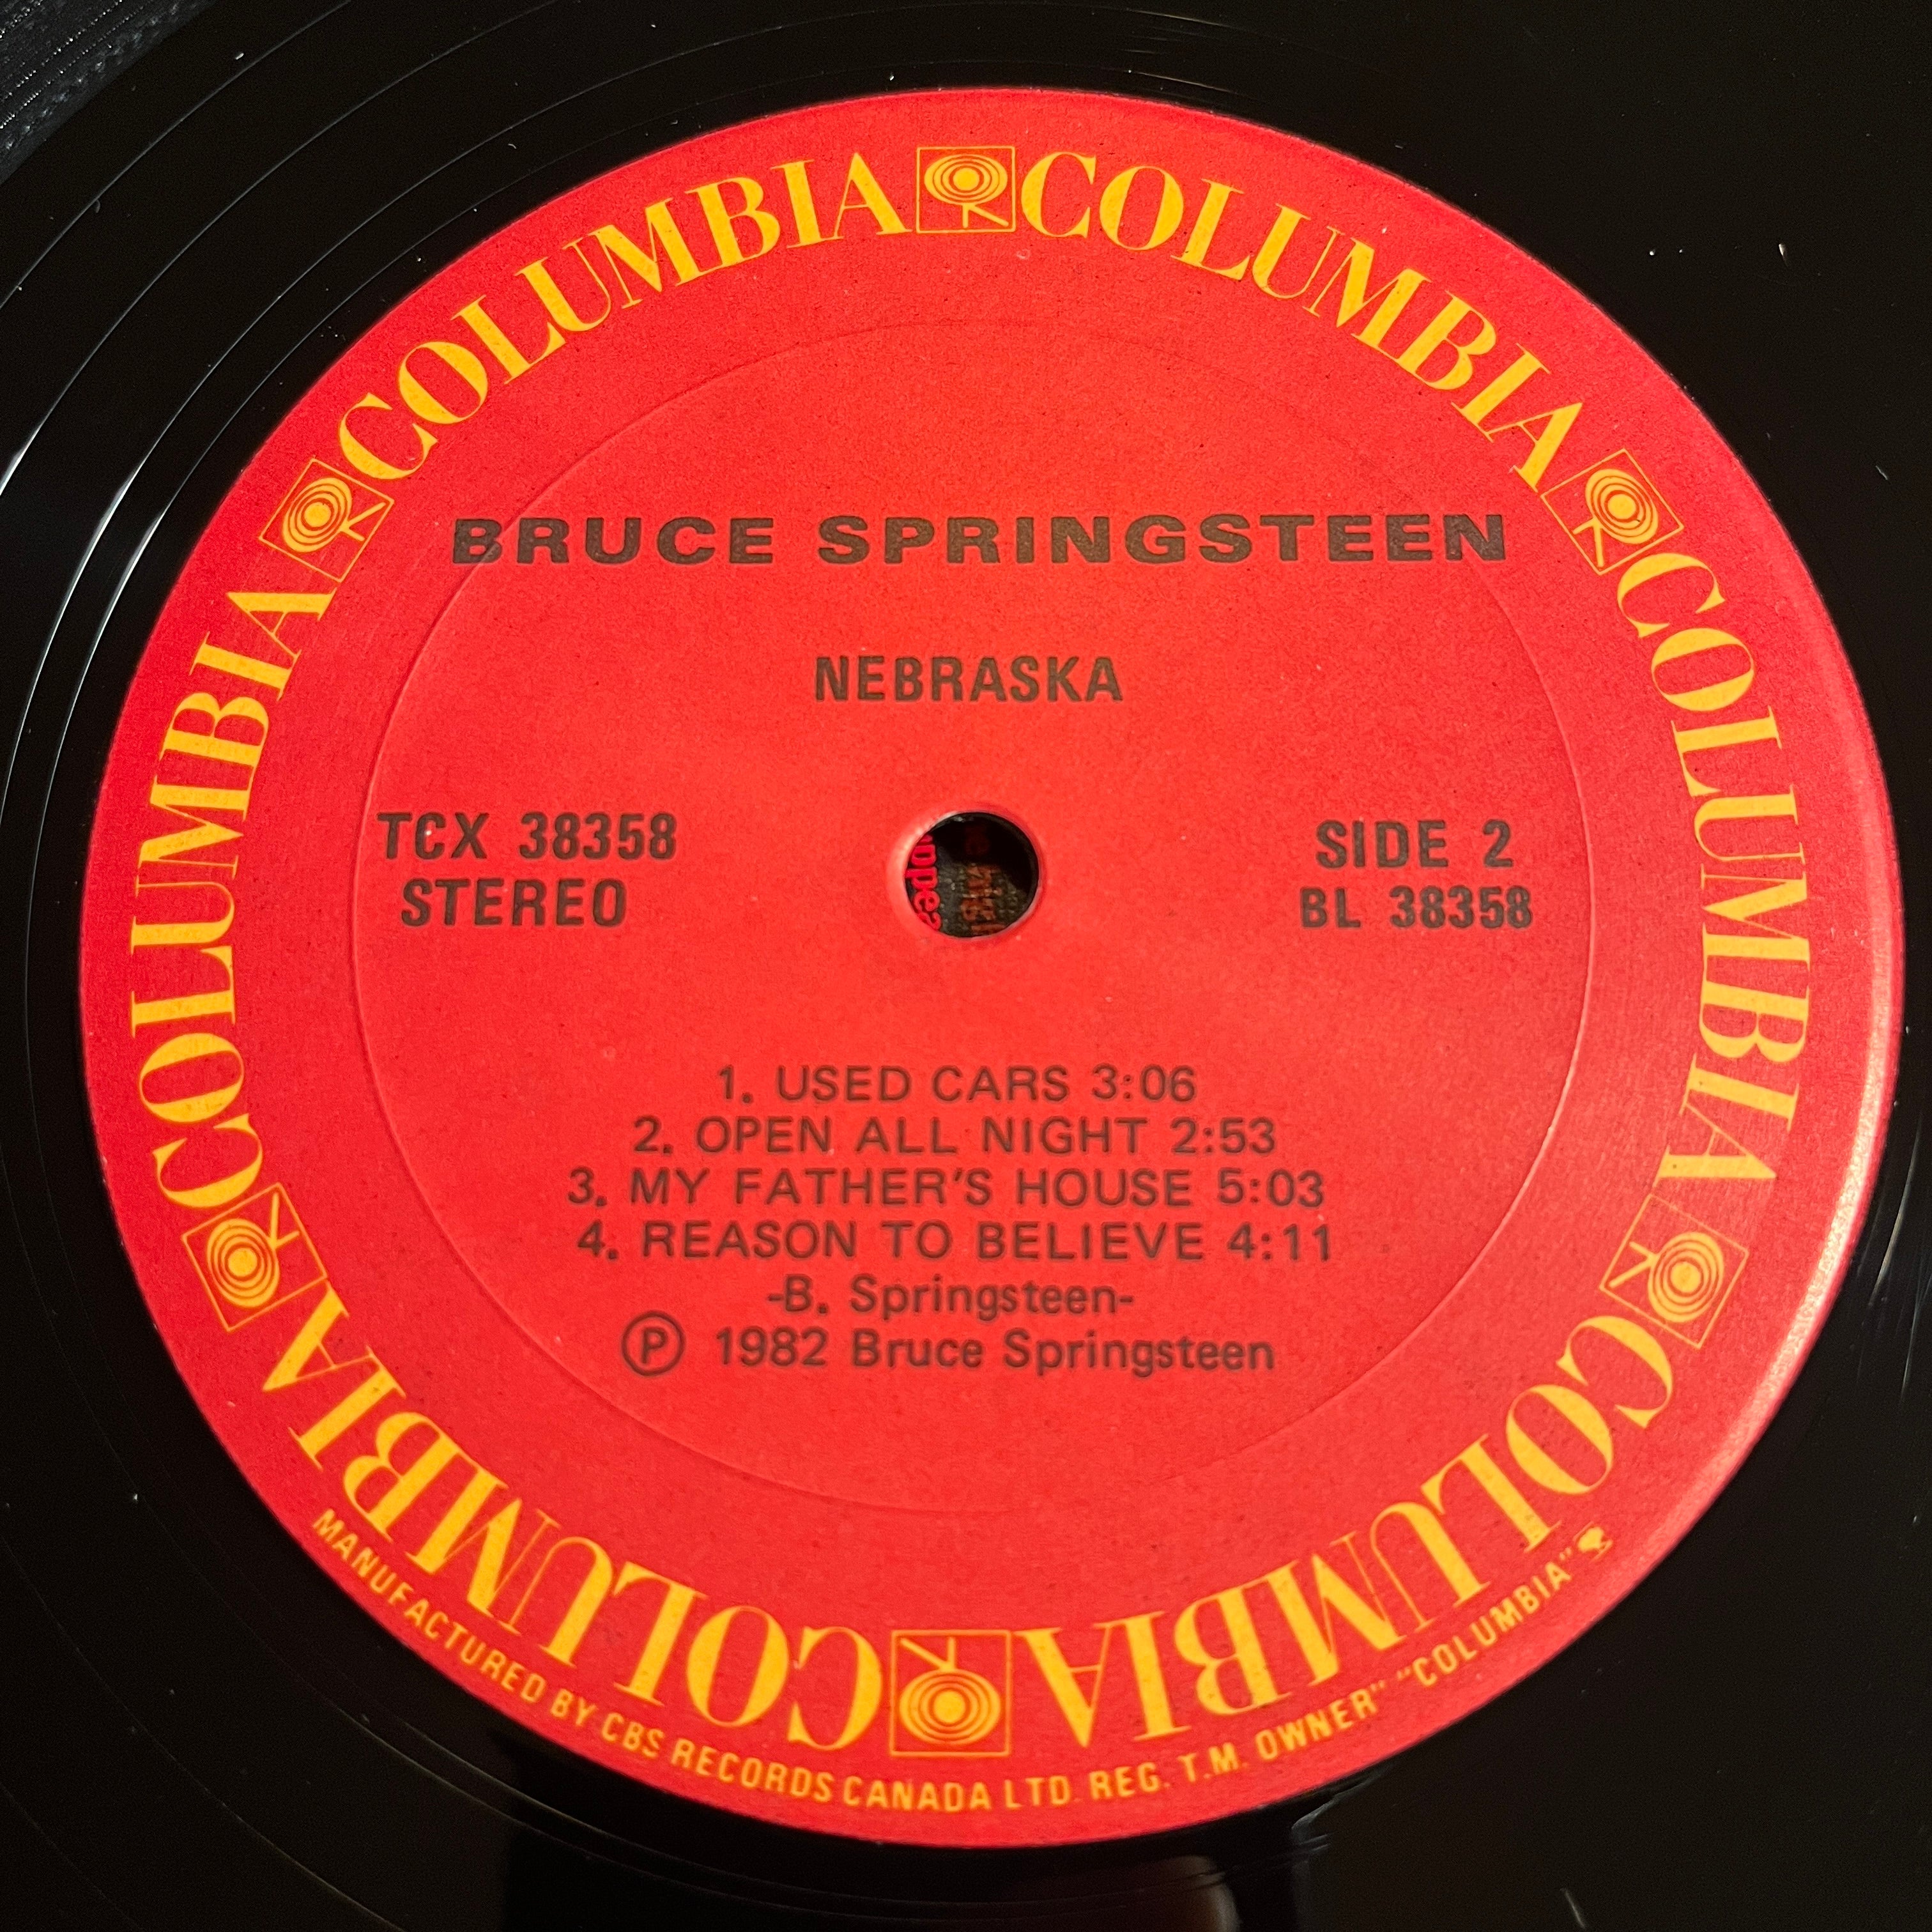 COLUMBIA COLUMBIA COLUMBIA COLUMBIA COLUMBIA COLUMBIA
BRUCE SPRINGSTEEN
NEBRASKA
TCX 38358
STEREO
SIDE 2
BL 38358
1. USED CARS 3:06
2. OPEN ALL NIGHT 2:53
3. MY FATHER'S HOUSE 5:03
4. REASON TO BELIEVE 4:11
-B. Springsteen-
Ⓟ 1982 Bruce Springsteen
MANUFACTURED BY CBS RECORDS CANADA LTD. REG. T.M. OWNER" "COLUMBIA"